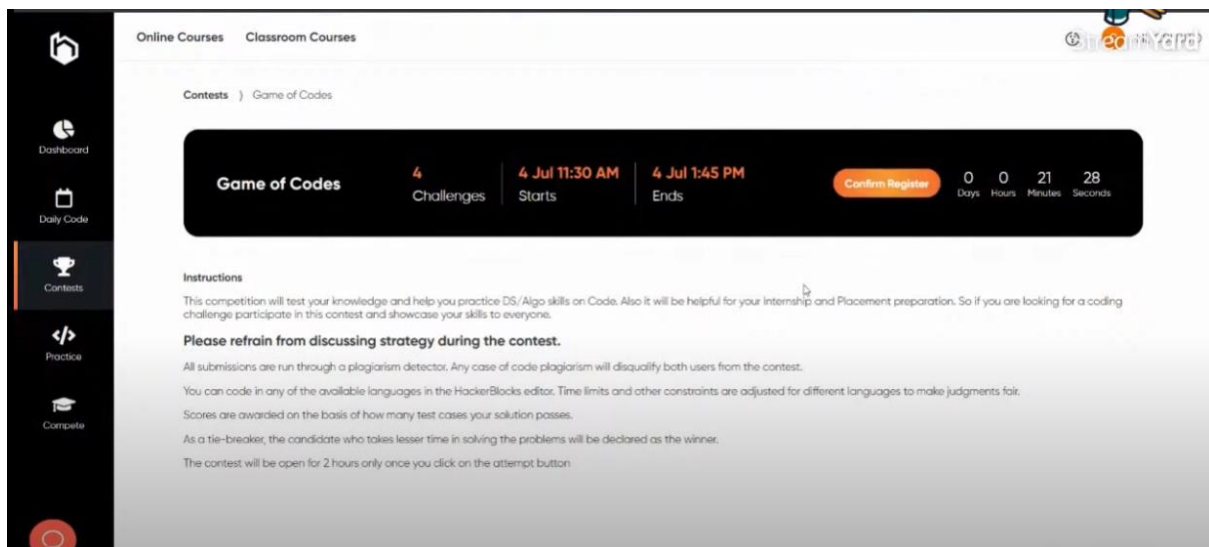 Online Courses Classroom Courses
StreamYard
Contests ⟩ Game of Codes
Dashboard
Daily Code
Contests
Practice
Compete
Game of Codes
4
Challenges
4 Jul 11:30 AM
Starts
4 Jul 1:45 PM
Ends
Confirm Register
0 0 21 28
Days Hours Minutes Seconds
Instructions
This competition will test your knowledge and help you practice DS/Algo skills on Code. Also it will be helpful for your Internship and Placement preparation. So if you are looking for a coding
challenge participate in this contest and showcase your skills to everyone.
Please refrain from discussing strategy during the contest.
All submissions are run through a plagiarism detector. Any case of code plagiarism will disqualify both users from the contest.
You can code in any of the available languages in the HackerBlocks editor. Time limits and other constraints are adjusted for different languages to make judgments fair.
Scores are awarded on the basis of how many test cases your solution passes.
As a tie-breaker, the candidate who takes lesser time in solving the problems will be declared as the winner.
The contest will be open for 2 hours only once you click on the attempt button